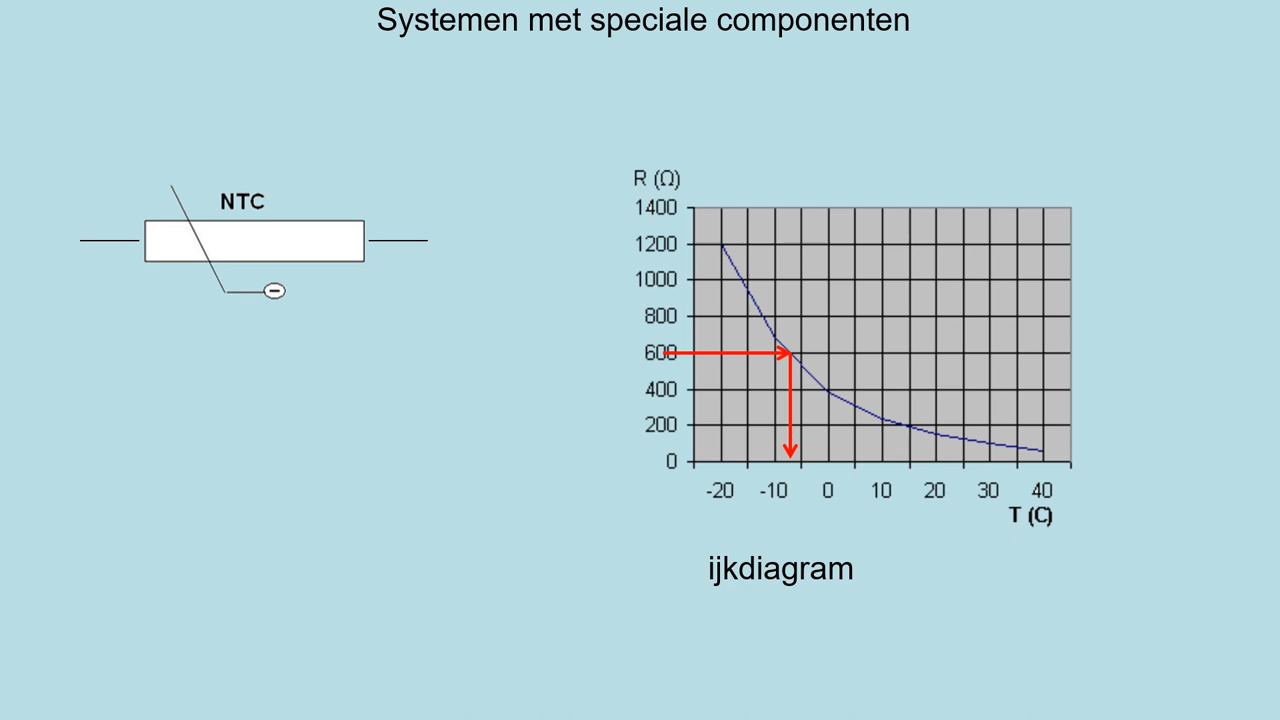 Systemen met speciale componenten
NTC
R (Ω)
1400
1200
1000
800
600
400
200
0
-20 -10 0 10 20 30 40
T (C)
ijkdiagram